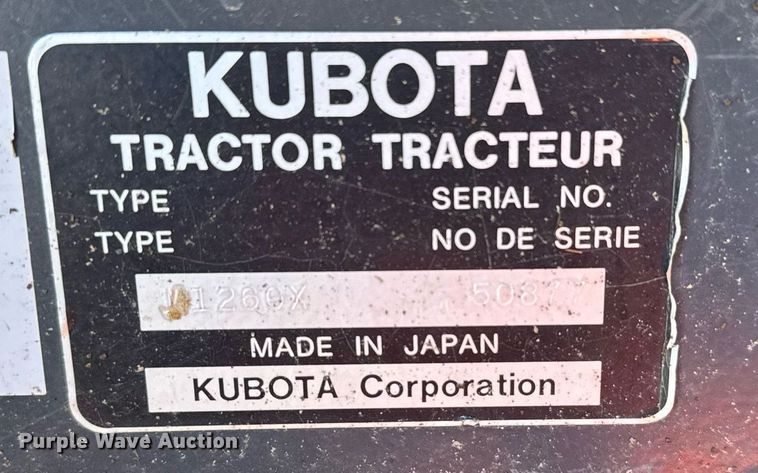 KUBOTA
TRACTOR TRACTEUR
TYPE SERIAL NO.
TYPE NO DE SERIE
MADE IN JAPAN
KUBOTA Corporation
Purple Wave Auction